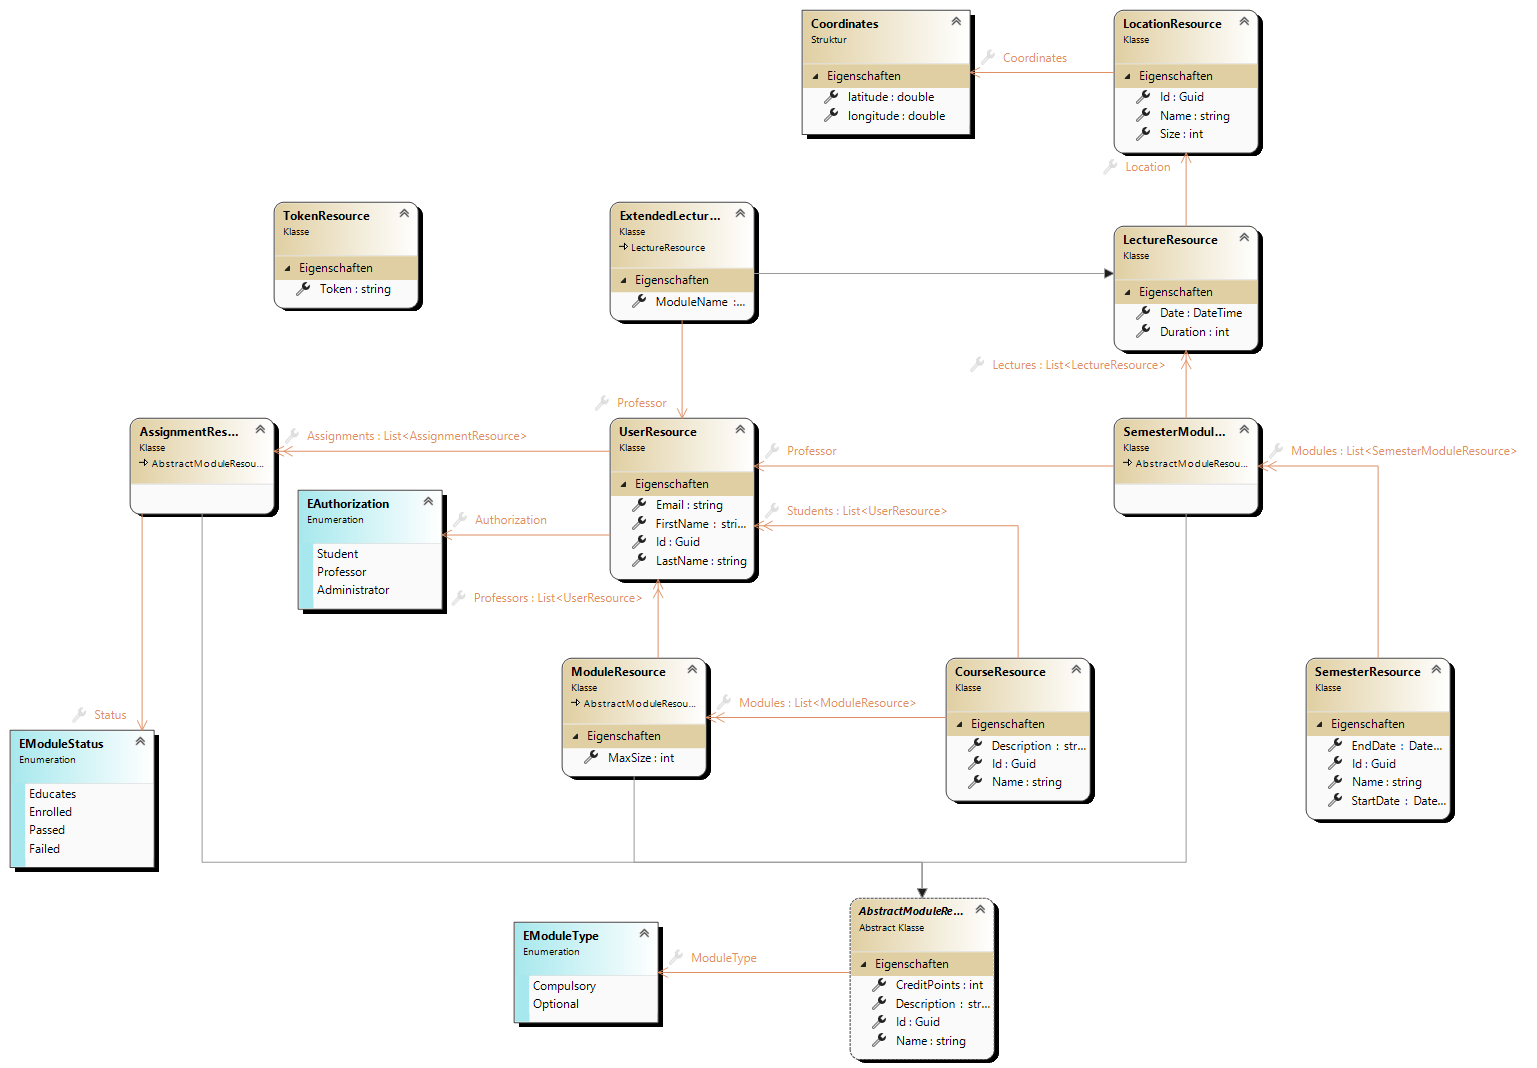 Coordinates
Struktur
Eigenschaften
latitude : double
longitude : double
Coordinates
LocationResource
Klasse
Eigenschaften
Id : Guid
Name : string
Size : int
Location
TokenResource
Klasse
Eigenschaften
Token : string
ExtendedLectur...
Klasse
LectureResource
Eigenschaften
ModuleName :...
LectureResource
Klasse
Eigenschaften
Date : DateTime
Duration : int
Lectures : List<LectureResource>
Professor
AssignmentRes...
Klasse
AbstractModuleResou...
Assignments : List<AssignmentResource>
UserResource
Klasse
Eigenschaften
Email : string
FirstName : stri...
Id : Guid
LastName : string
Professor
SemesterModul...
Klasse
AbstractModuleResou...
Modules : List<SemesterModuleResource>
EAuthorization
Enumeration
Student
Professor
Administrator
Authorization
Students : List<UserResource>
Professors : List<UserResource>
ModuleResource
Klasse
AbstractModuleResou...
Eigenschaften
MaxSize : int
Modules : List<ModuleResource>
CourseResource
Klasse
Eigenschaften
Description : str...
Id : Guid
Name : string
SemesterResource
Klasse
Eigenschaften
EndDate : Date...
Id : Guid
Name : string
StartDate : Date...
Status
EModuleStatus
Enumeration
Educates
Enrolled
Passed
Failed
EModuleType
Enumeration
Compulsory
Optional
ModuleType
AbstractModuleRe...
Abstract Klasse
Eigenschaften
CreditPoints : int
Description : str...
Id : Guid
Name : string